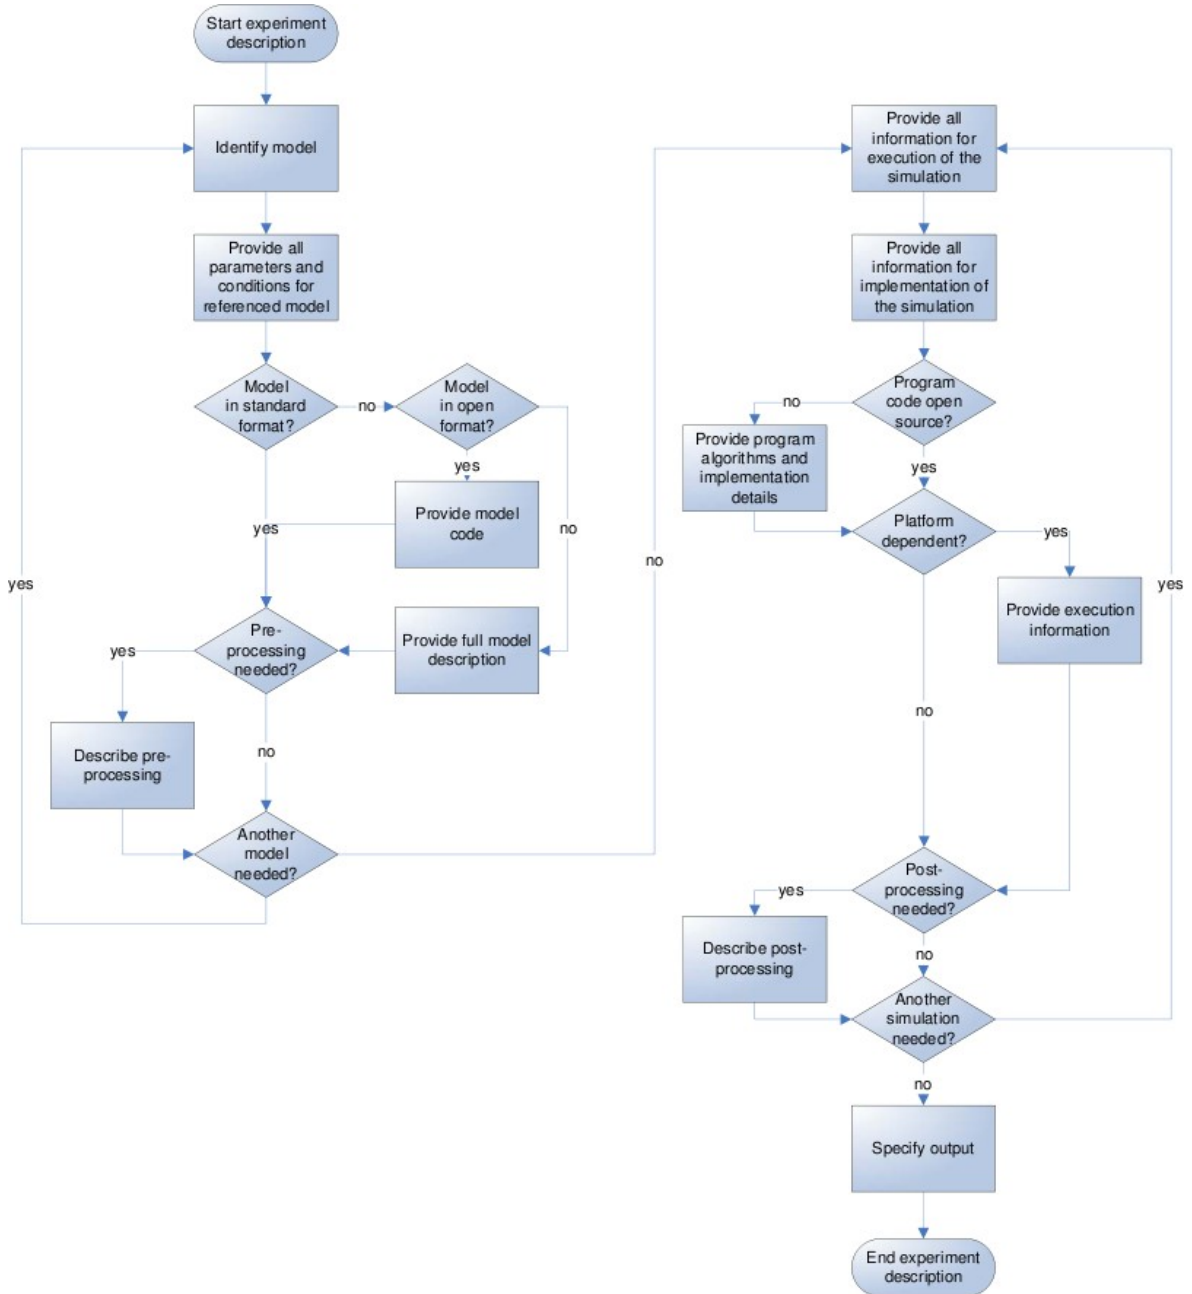 Start experiment
description
Identify model
Provide all
parameters and
conditions for
referenced model
Model
in standard
format?
no
Model
in open
format?
yes
Provide model
code
no
yes
Pre-
processing
needed?
Provide full model
description
yes
Describe pre-
processing
no
Another
model
needed?
yes
no
Provide all
information for
execution of the
simulation
Provide all
information for
implementation of
the simulation
Program
code open
source?
no
Provide program
algorithms and
implementation
details
yes
Platform
dependent?
yes
Provide execution
information
no
Post-
processing
needed?
yes
Describe post-
processing
no
Another
simulation
needed?
yes
no
Specify output
End experiment
description